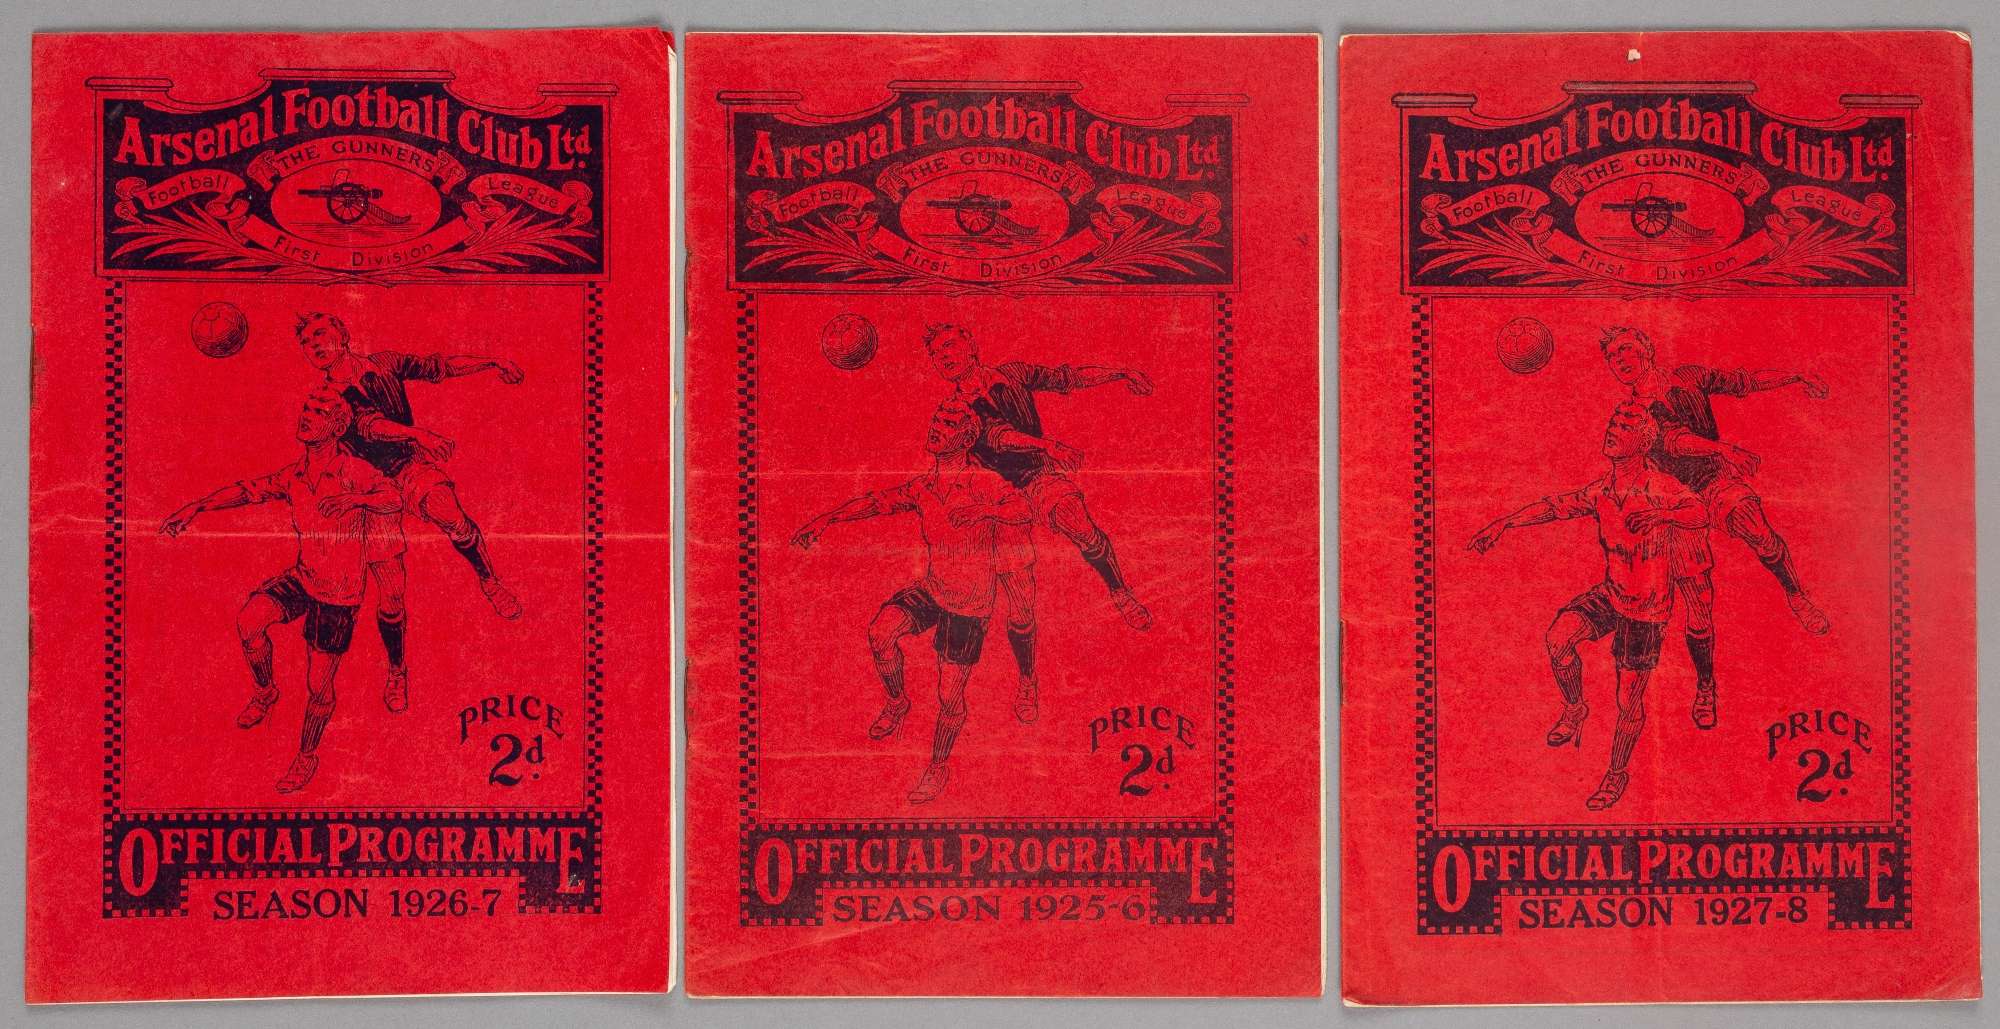 Arsenal Football Club Ltd.
THE GUNNERS
Football League
First Division
PRICE
2d.
OFFICIAL PROGRAMME
SEASON 1926-7
Arsenal Football Club Ltd.
THE GUNNERS
Football League
First Division
PRICE
2d.
OFFICIAL PROGRAMME
SEASON 1925-6
Arsenal Football Club Ltd.
THE GUNNERS
Football League
First Division
PRICE
2d.
OFFICIAL PROGRAMME
SEASON 1927-8